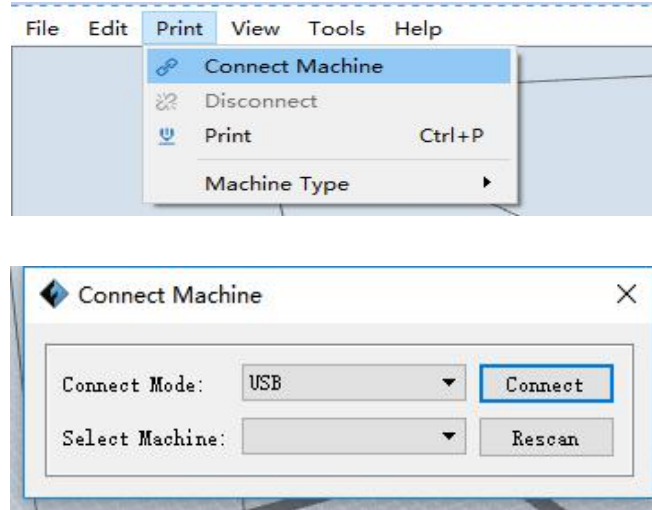 File Edit Print View Tools Help
Connect Machine
Disconnect
Print Ctrl+P
Machine Type
Connect Machine
Connect Mode: USB Connect
Select Machine: Rescan